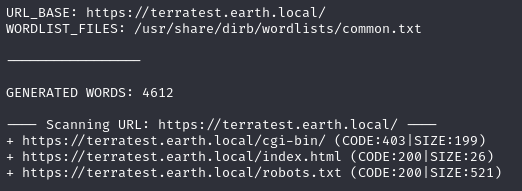 URL_BASE: https://terratest.earth.local/
WORDLIST_FILES: /usr/share/dirb/wordlists/common.txt
-----------------
GENERATED WORDS: 4612
---- Scanning URL: https://terratest.earth.local/ ----
+ https://terratest.earth.local/cgi-bin/ (CODE:403|SIZE:199)
+ https://terratest.earth.local/index.html (CODE:200|SIZE:26)
+ https://terratest.earth.local/robots.txt (CODE:200|SIZE:521)